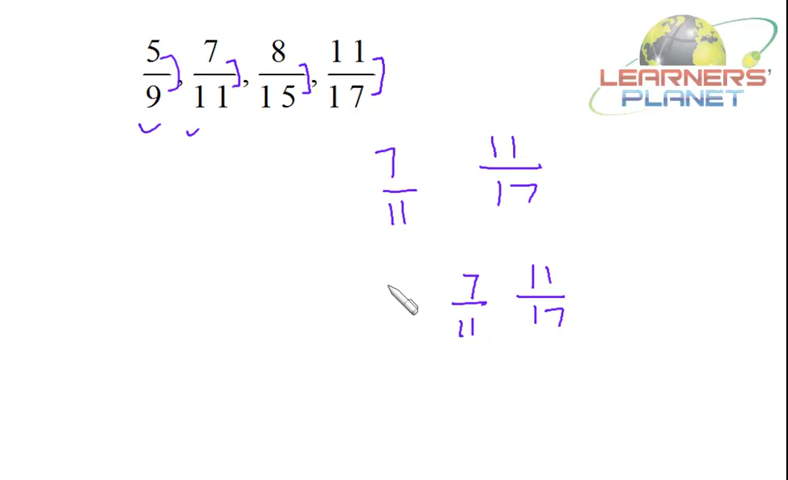 5/9, 7/11, 8/15, 11/17
LEARNERS'
PLANET
7/11 11/17
7/11 11/17